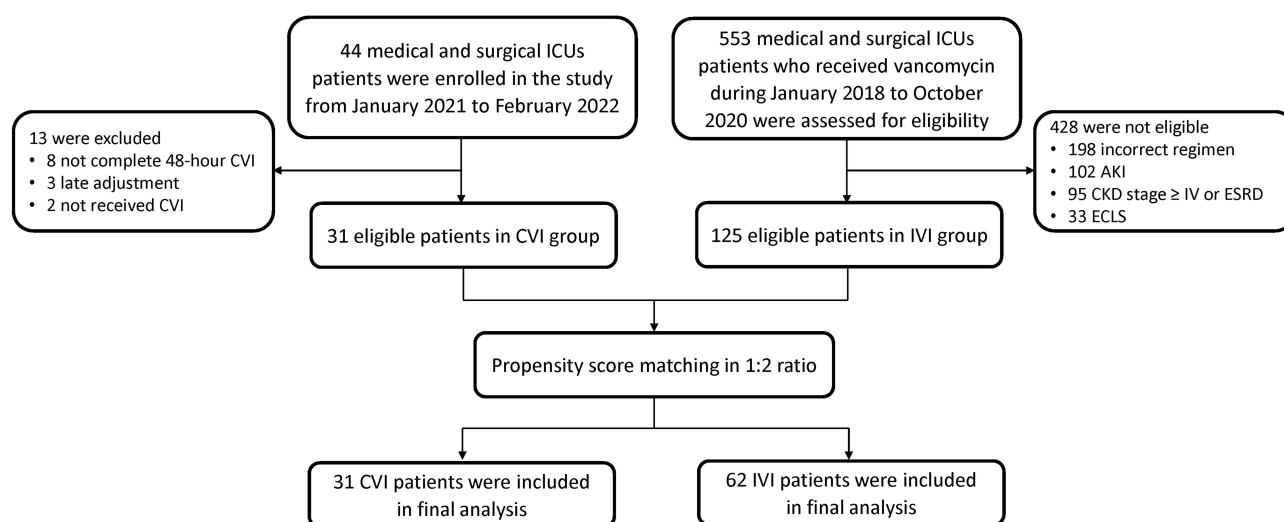 44 medical and surgical ICUs
patients were enrolled in the study
from January 2021 to February 2022
553 medical and surgical ICUs
patients who received vancomycin
during January 2018 to October
2020 were assessed for eligibility
13 were excluded
• 8 not complete 48-hour CVI
• 3 late adjustment
• 2 not received CVI
428 were not eligible
• 198 incorrect regimen
• 102 AKI
• 95 CKD stage ≥ IV or ESRD
• 33 ECLS
31 eligible patients in CVI group
125 eligible patients in IVI group
Propensity score matching in 1:2 ratio
31 CVI patients were included
in final analysis
62 IVI patients were included
in final analysis